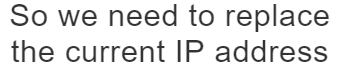 So we need to replace
the current IP address